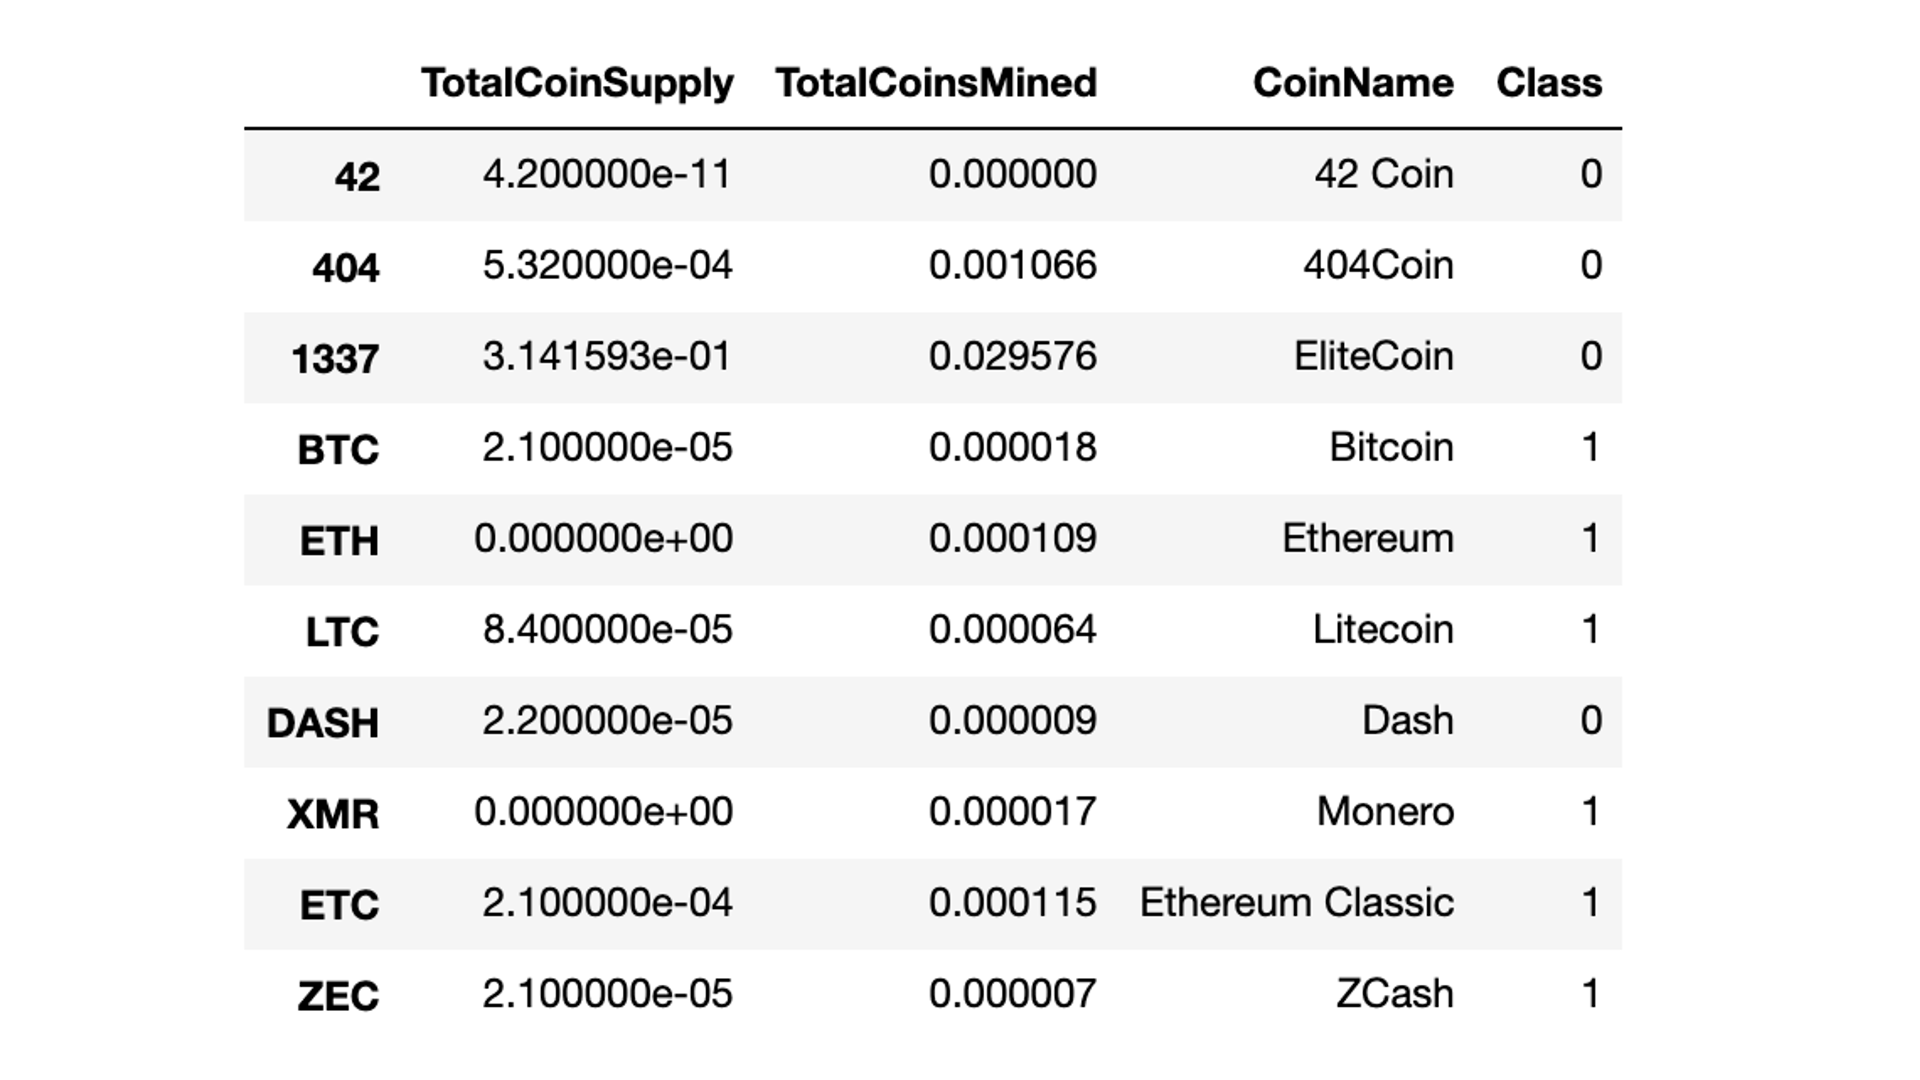 TotalCoinSupply TotalCoinsMined CoinName Class
42 4.200000e-11 0.000000 42 Coin 0
404 5.320000e-04 0.001066 404Coin 0
1337 3.141593e-01 0.029576 EliteCoin 0
BTC 2.100000e-05 0.000018 Bitcoin 1
ETH 0.000000e+00 0.000109 Ethereum 1
LTC 8.400000e-05 0.000064 Litecoin 1
DASH 2.200000e-05 0.000009 Dash 0
XMR 0.000000e+00 0.000017 Monero 1
ETC 2.100000e-04 0.000115 Ethereum Classic 1
ZEC 2.100000e-05 0.000007 ZCash 1